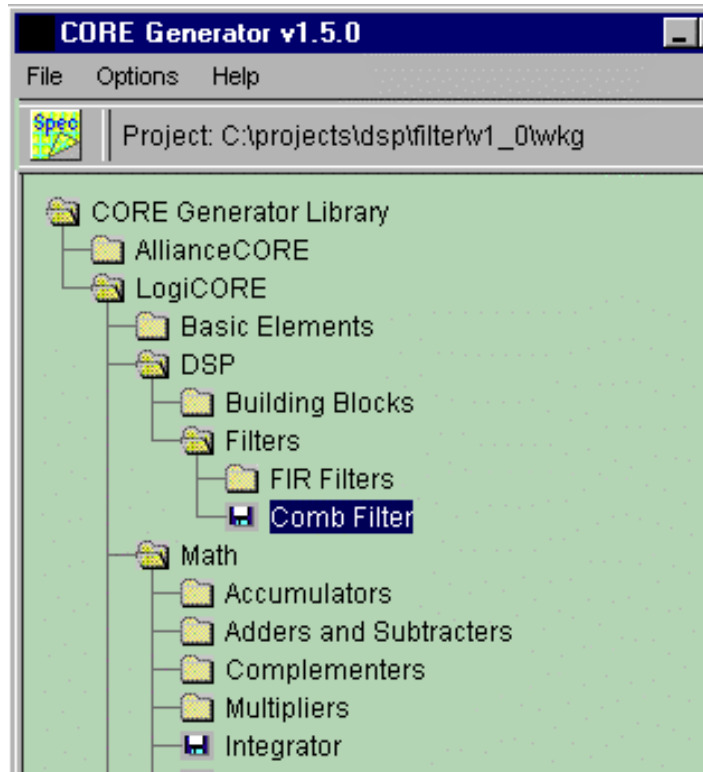 CORE Generator v1.5.0
File Options Help
Spec Project: C:\projects\dsp\filter\v1_0\wkg
CORE Generator Library
AllianceCORE
LogiCORE
Basic Elements
DSP
Building Blocks
Filters
FIR Filters
Comb Filter
Math
Accumulators
Adders and Subtracters
Complementers
Multipliers
Integrator